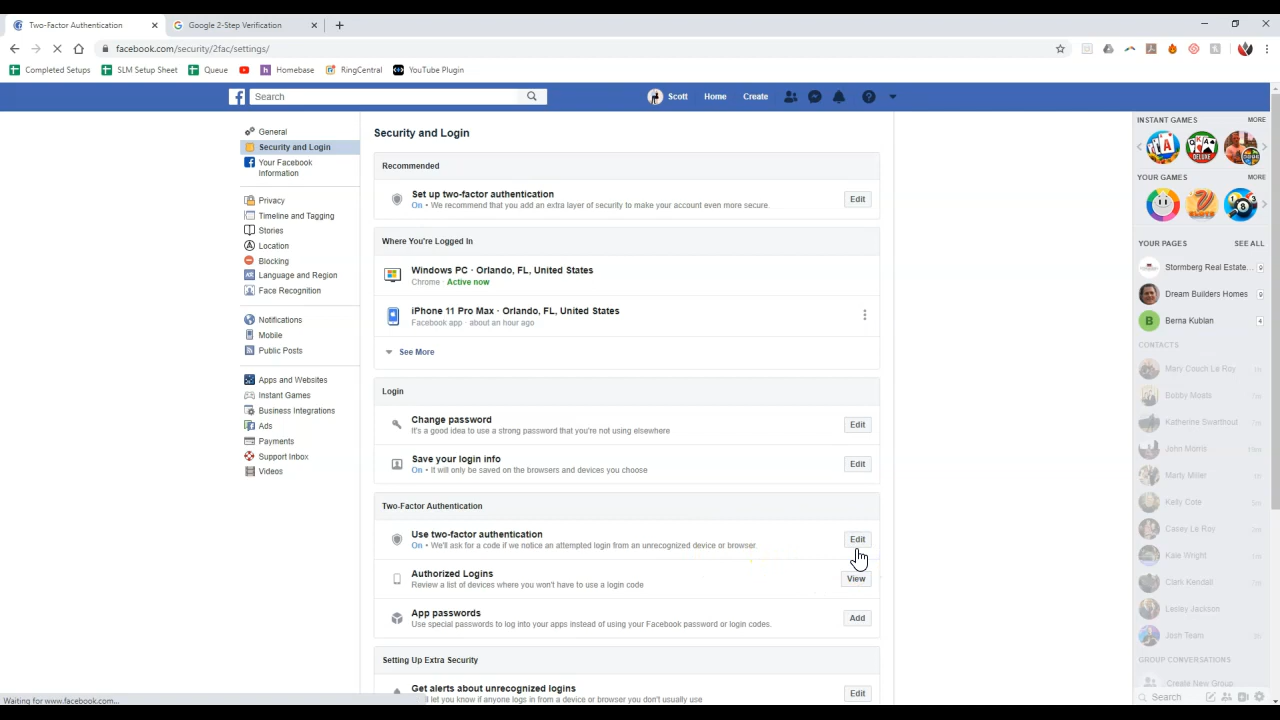 Two-Factor Authentication
Google 2-Step Verification
facebook.com/security/2fac/settings/
Completed Setups
SLM Setup Sheet
Queue
Homebase
RingCentral
YouTube Plugin
Search
Scott
Home
Create
General
Security and Login
Your Facebook
Information
Privacy
Timeline and Tagging
Stories
Location
Blocking
Language and Region
Face Recognition
Notifications
Mobile
Public Posts
Apps and Websites
Instant Games
Business Integrations
Ads
Payments
Support Inbox
Videos
Security and Login
Recommended
Set up two-factor authentication
On • We recommend that you add an extra layer of security to make your account even more secure.
Edit
Where You're Logged In
Windows PC · Orlando, FL, United States
Chrome · Active now
iPhone 11 Pro Max · Orlando, FL, United States
Facebook app · about an hour ago
See More
Login
Change password
It's a good idea to use a strong password that you're not using elsewhere
Edit
Save your login info
On • It will only be saved on the browsers and devices you choose
Edit
Two-Factor Authentication
Use two-factor authentication
On • We'll ask for a code if we notice an attempted login from an unrecognized device or browser.
Edit
Authorized Logins
Review a list of devices where you won't have to use a login code
View
App passwords
Use special passwords to log into your apps instead of using your Facebook password or login codes.
Add
Setting Up Extra Security
Get alerts about unrecognized logins
let you know if anyone logs in from a device or browser you don't usually use
Edit
INSTANT GAMES
MORE
YOUR GAMES
MORE
YOUR PAGES
SEE ALL
Stormberg Real Estate... 9
Dream Builders Homes 9
Berna Kublan 4
CONTACTS
Mary Couch Le Roy
Bobby Mosts
Katherine Swarthout
John Morris
Marty Miller
Kelly Cote
Casey Le Roy
Kale Wright
Clark Kendall
Lesley Jackson
Josh Team
GROUP CONVERSATIONS
Create New Group
Search
Waiting for www.facebook.com...